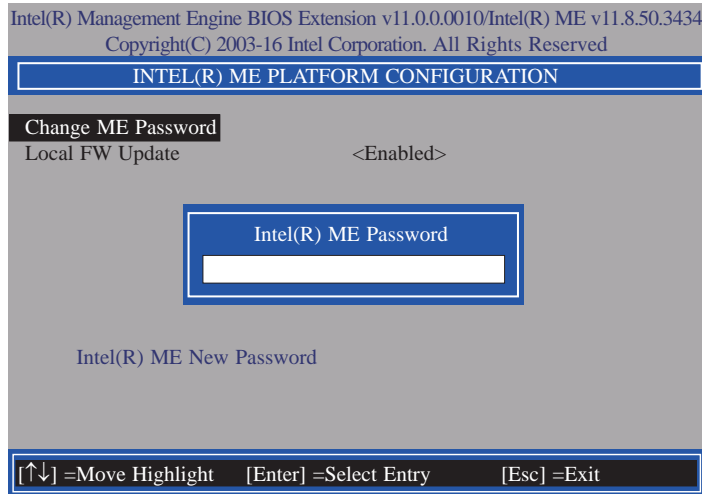 Intel(R) Management Engine BIOS Extension v11.0.0.0010/Intel(R) ME v11.8.50.3434
Copyright(C) 2003-16 Intel Corporation. All Rights Reserved
INTEL(R) ME PLATFORM CONFIGURATION
Change ME Password
Local FW Update <Enabled>
Intel(R) ME Password
Intel(R) ME New Password
[↑↓] =Move Highlight [Enter] =Select Entry [Esc] =Exit